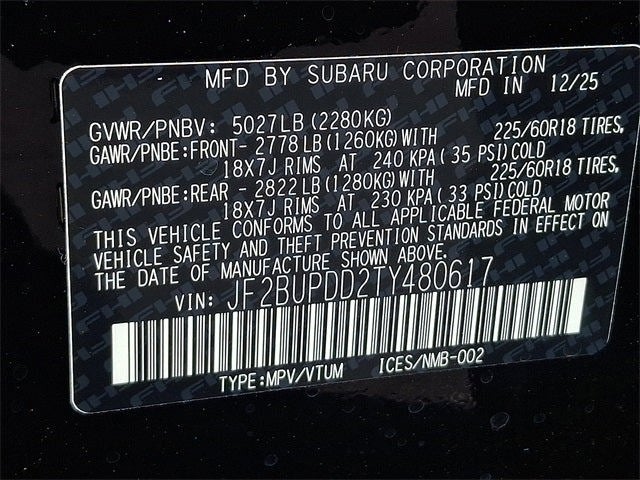 MFD BY SUBARU CORPORATION
MFD IN 12/25
GVWR/PNBV: 5027LB(2280KG)
GAWR/PNBE:FRONT- 2778LB(1260KG)WITH 225/60R18 TIRES,
18X7J RIMS AT 240 KPA(35 PSI)COLD
GAWR/PNBE:REAR - 2822LB(1280KG)WITH 225/60R18 TIRES,
18X7J RIMS AT 230 KPA(33 PSI)COLD
THIS VEHICLE CONFORMS TO ALL APPLICABLE FEDERAL MOTOR
VEHICLE SAFETY AND THEFT PREVENTION STANDARDS IN EFFECT ON
THE DATE OF MANUFACTURE SHOWN ABOVE.
VIN: JF2BUPDD2TY480617
TYPE:MPV/VTUM ICES/NMB-002